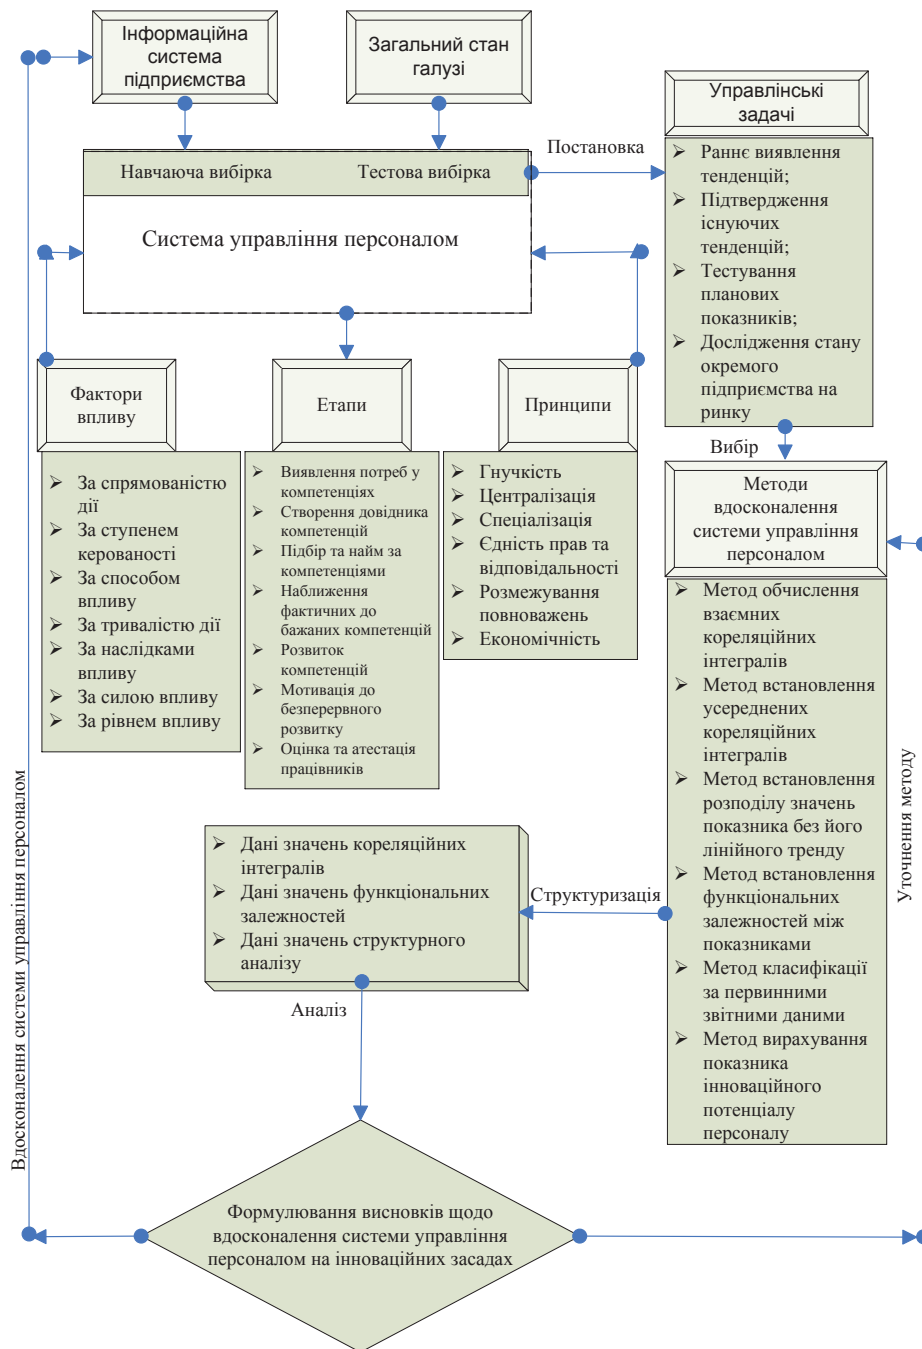 Інформаційна
система
підприємства
Загальний стан
галузі
Управлінські
задачі
Навчаюча вибірка
Тестова вибірка
Система управління персоналом
Постановка
➢ Раннє виявлення
тенденцій;
➢ Підтвердження
існуючих
тенденцій;
➢ Тестування
планових
показників;
➢ Дослідження стану
окремого
підприємства на
ринку
Фактори
впливу
Етапи
Принципи
Вибір
➢ За спрямованістю
дії
➢ За ступенем
керованості
➢ За способом
впливу
➢ За тривалістю дії
➢ За наслідками
впливу
➢ За силою впливу
➢ За рівнем впливу
➢ Виявлення потреб у
компетенціях
➢ Створення довідника
компетенцій
➢ Підбір та найм за
компетенціями
➢ Наближення
фактичних до
бажаних компетенцій
➢ Розвиток
компетенцій
➢ Мотивація до
безперервного
розвитку
➢ Оцінка та атестація
працівників
➢ Гнучкість
➢ Централізація
➢ Спеціалізація
➢ Єдність прав та
відповідальності
➢ Розмежування
повноважень
➢ Економічність
Методи
вдосконалення
системи управління
персоналом
➢ Метод обчислення
взаємних
кореляційних
інтегралів
➢ Метод встановлення
усереднених
кореляційних
інтегралів
➢ Метод встановлення
розподілу значень
показника без його
лінійного тренду
➢ Метод встановлення
функціональних
залежностей між
показниками
➢ Метод класифікації
за первинними
звітними даними
➢ Метод вирахування
показника
інноваційного
потенціалу
персоналу
Уточнення методу
Структуризація
➢ Дані значень кореляційних
інтегралів
➢ Дані значень функціональних
залежностей
➢ Дані значень структурного
аналізу
Аналіз
Вдосконалення системи управління персоналом
Формулювання висновків щодо
вдосконалення системи управління
персоналом на інноваційних засадах